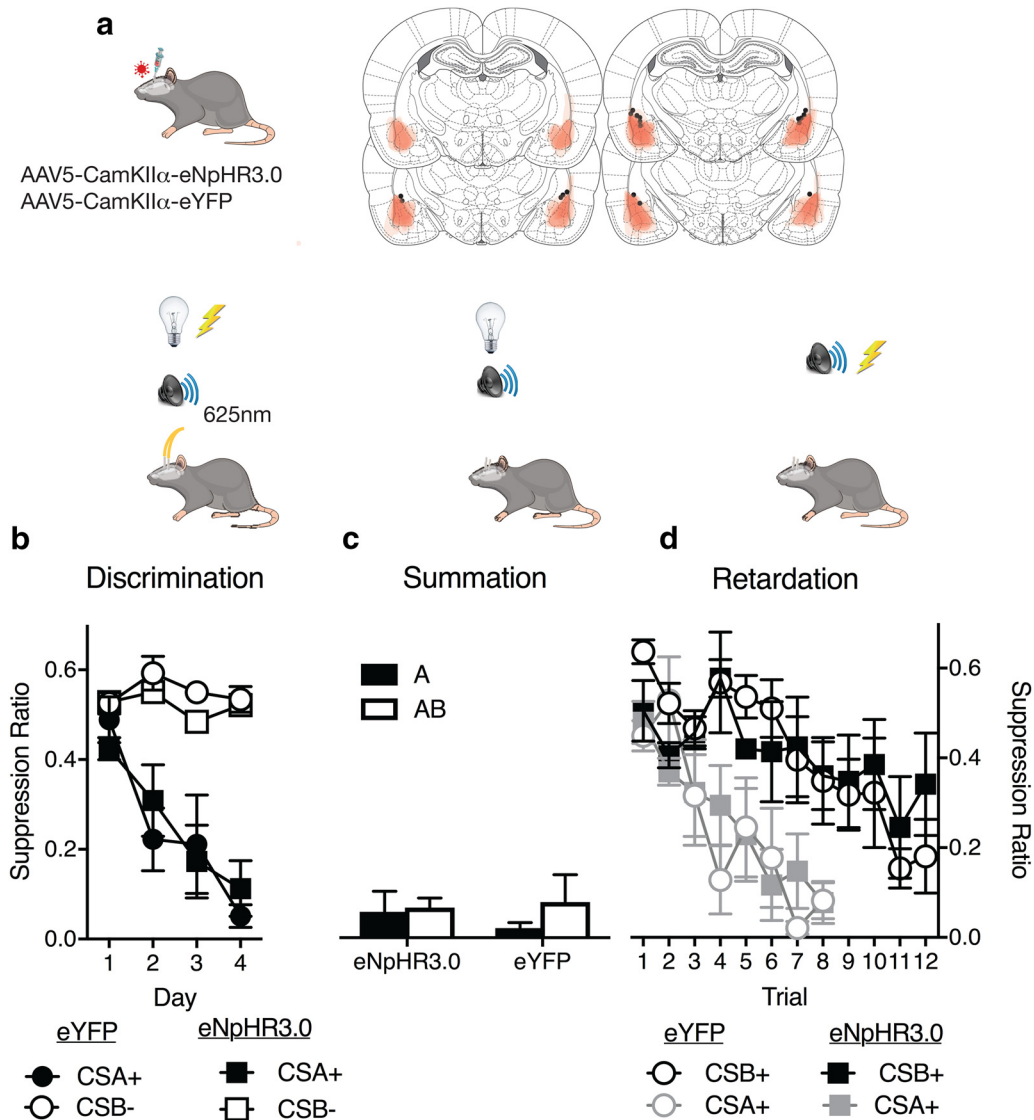 a
AAV5-CamKIIα-eNpHR3.0
AAV5-CamKIIα-eYFP
625nm
b
Discrimination
Suppression Ratio
0.6
0.4
0.2
0.0
1 2 3 4
Day
eYFP
CSA+
CSB-
eNpHR3.0
CSA+
CSB-
c
Summation
A
AB
eNpHR3.0 eYFP
d
Retardation
0.6
0.4
0.2
0.0
Suppression Ratio
1 2 3 4 5 6 7 8 9 10 11 12
Trial
eYFP
CSB+
CSA+
eNpHR3.0
CSB+
CSA+